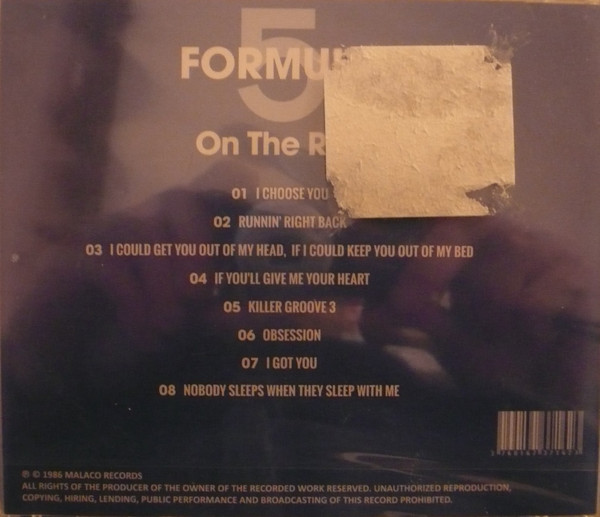 5
FORMU
On The R
01 I CHOOSE YOU
02 RUNNIN' RIGHT BACK
03 I COULD GET YOU OUT OF MY HEAD, IF I COULD KEEP YOU OUT OF MY BED
04 IF YOU'LL GIVE ME YOUR HEART
05 KILLER GROOVE 3
06 OBSESSION
07 I GOT YOU
08 NOBODY SLEEPS WHEN THEY SLEEP WITH ME
℗ © 1986 MALACO RECORDS
ALL RIGHTS OF THE PRODUCER OF THE OWNER OF THE RECORDED WORK RESERVED. UNAUTHORIZED REPRODUCTION,
COPYING, HIRING, LENDING, PUBLIC PERFORMANCE AND BROADCASTING OF THIS RECORD PROHIBITED.